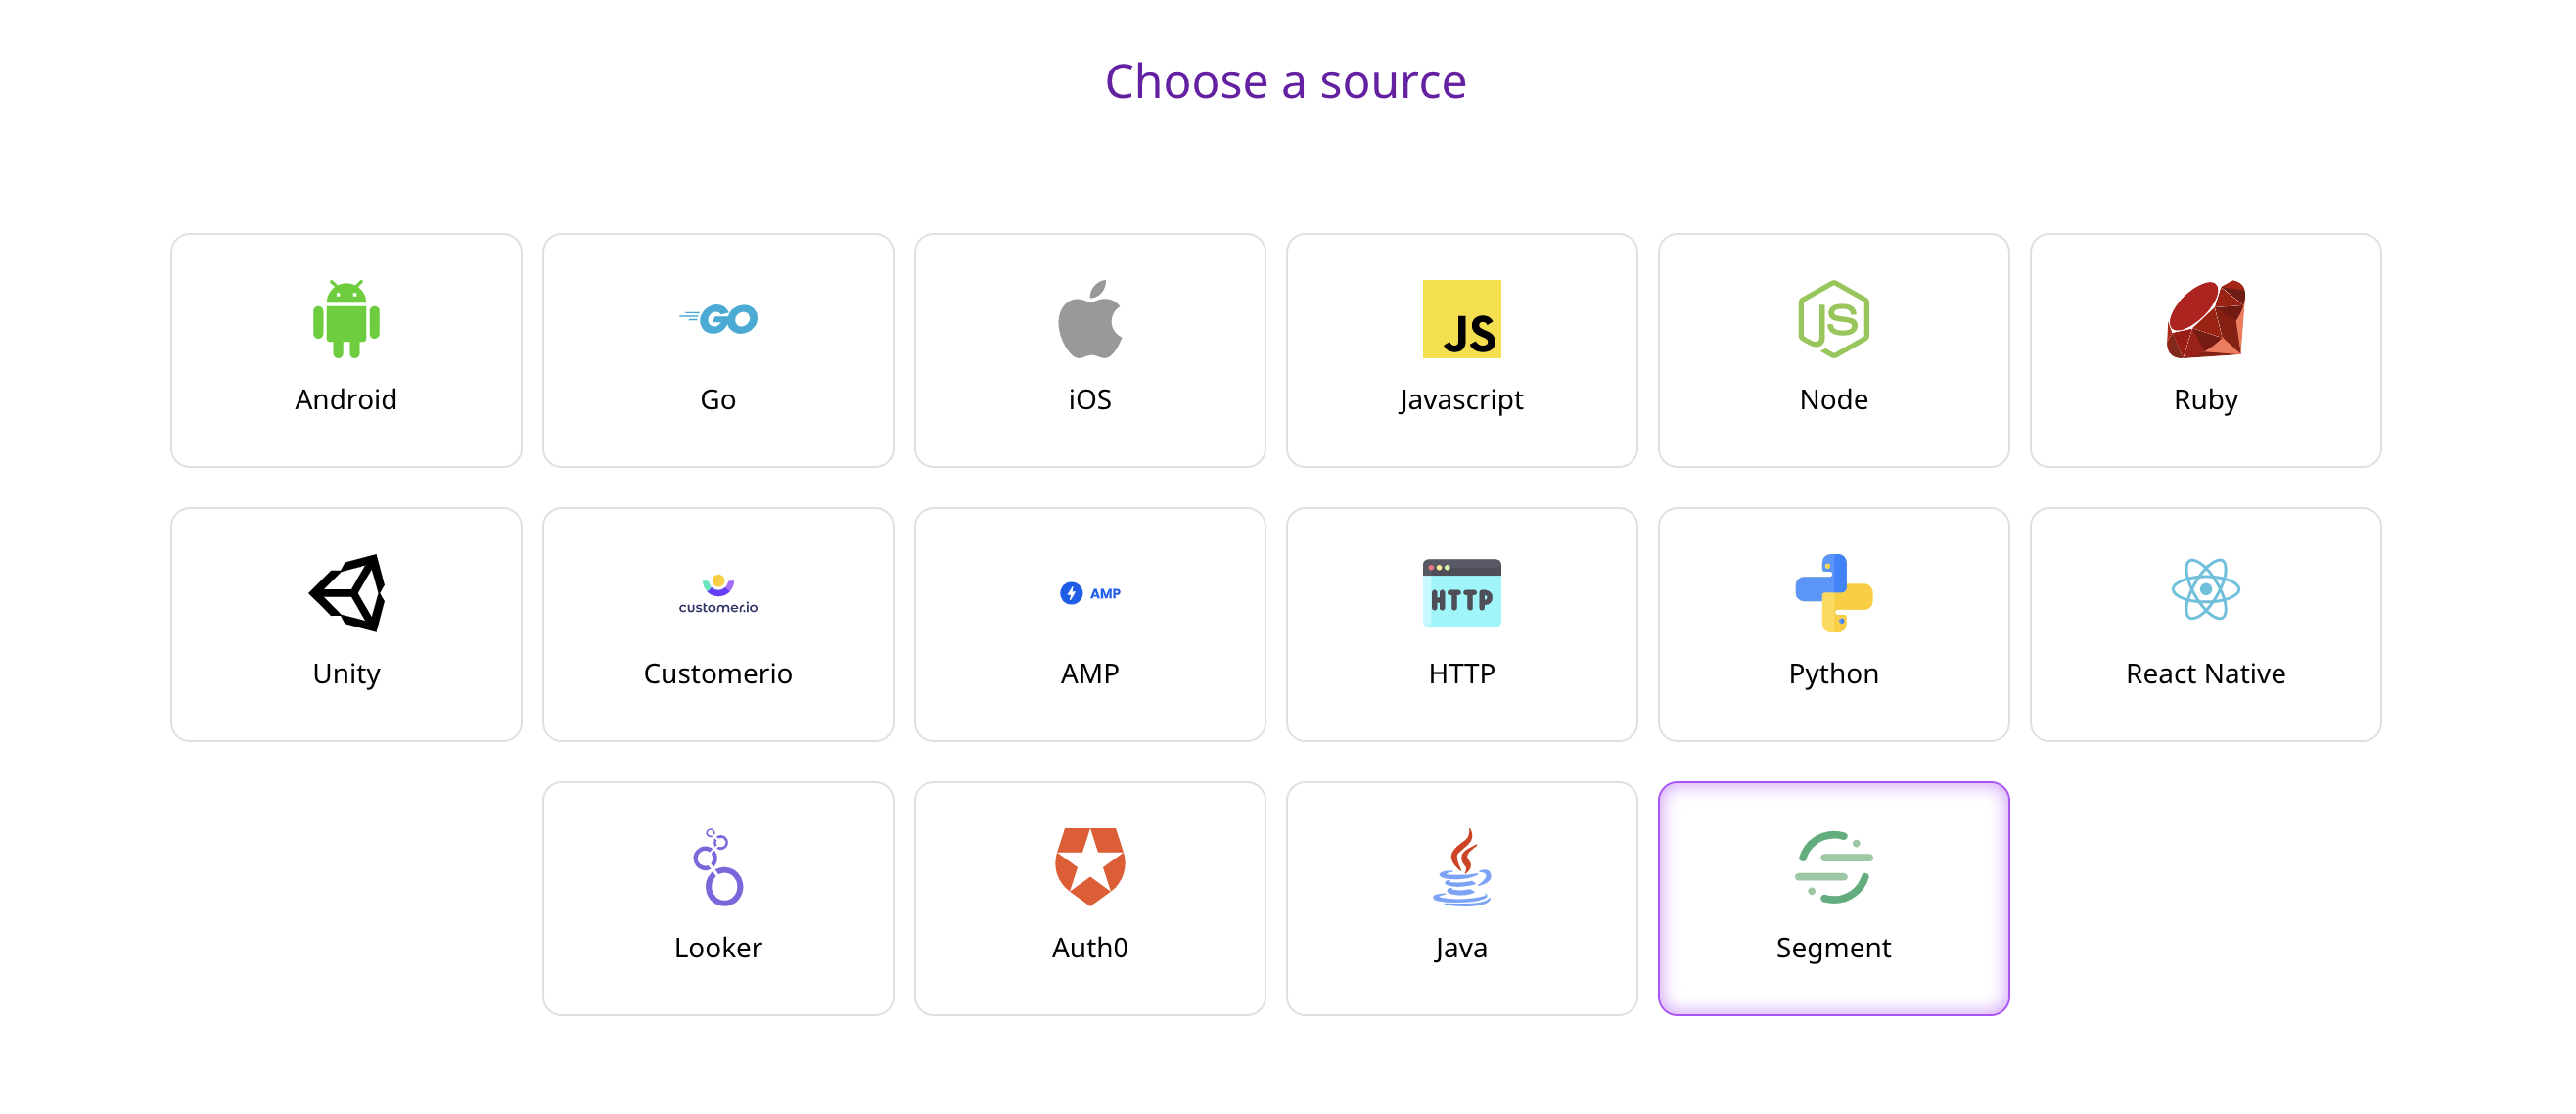 Choose a source
GO
JS
JS
Android
Go
iOS
Javascript
Node
Ruby
customer.io
AMP
HTTP
Unity
Customerio
AMP
HTTP
Python
React Native
Looker
Auth0
Java
Segment